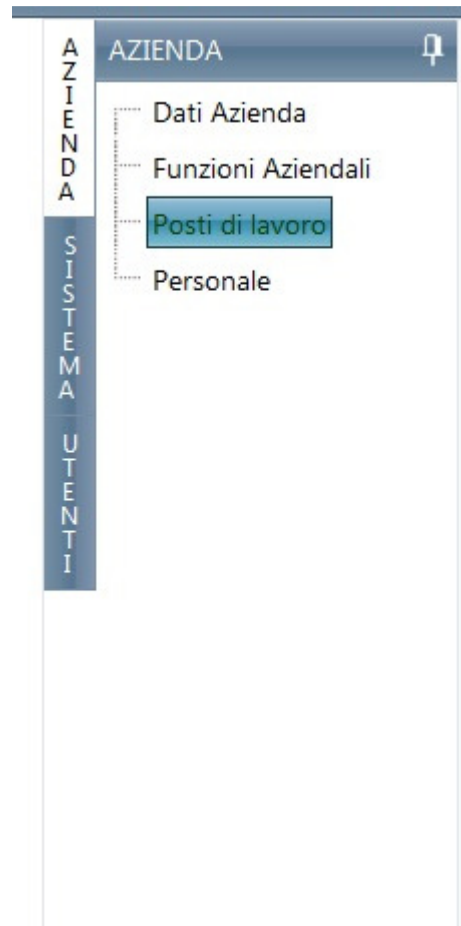 AZIENDA
SISTEMA
UTENTI
AZIENDA
Dati Azienda
Funzioni Aziendali
Posti di lavoro
Personale